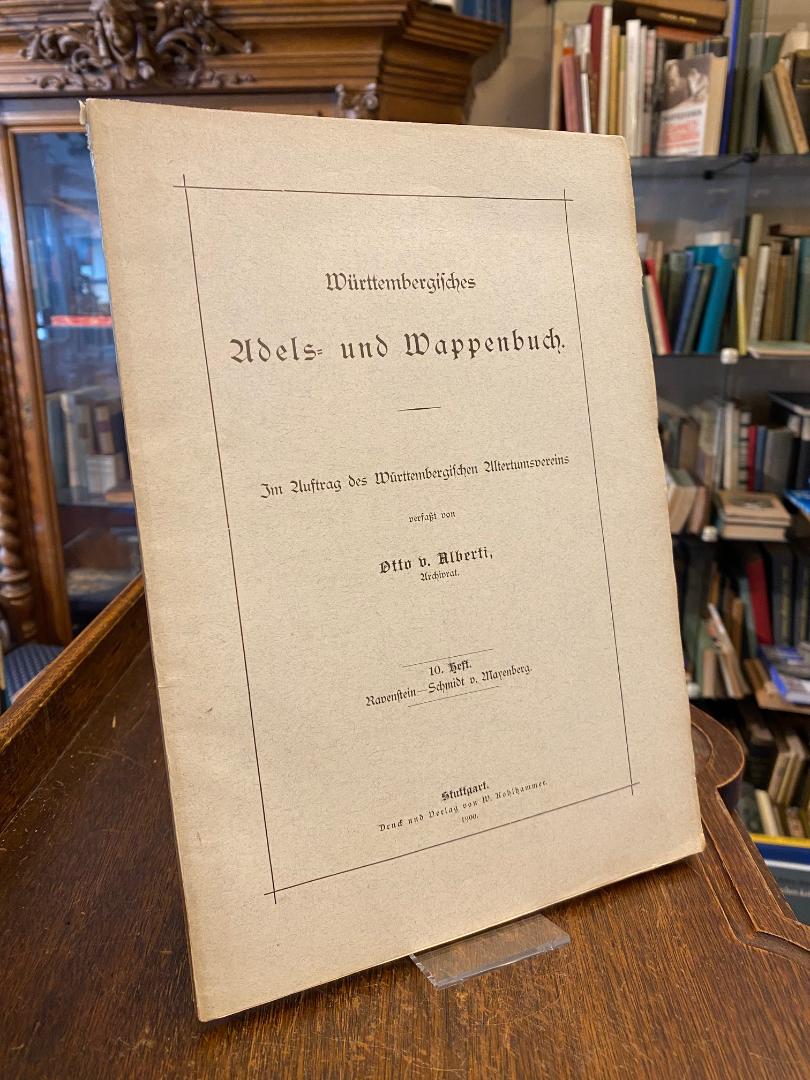 Württembergisches
Adels- und Wappenbuch.
Im Auftrag des Württembergischen Altertumsvereins
verfaßt von
Otto v. Alberti,
Archivrat.
10. Heft.
Ravenstein—Schmidt v. Mayenberg.
Stuttgart.
Druck und Verlag von W. Kohlhammer.
1900.